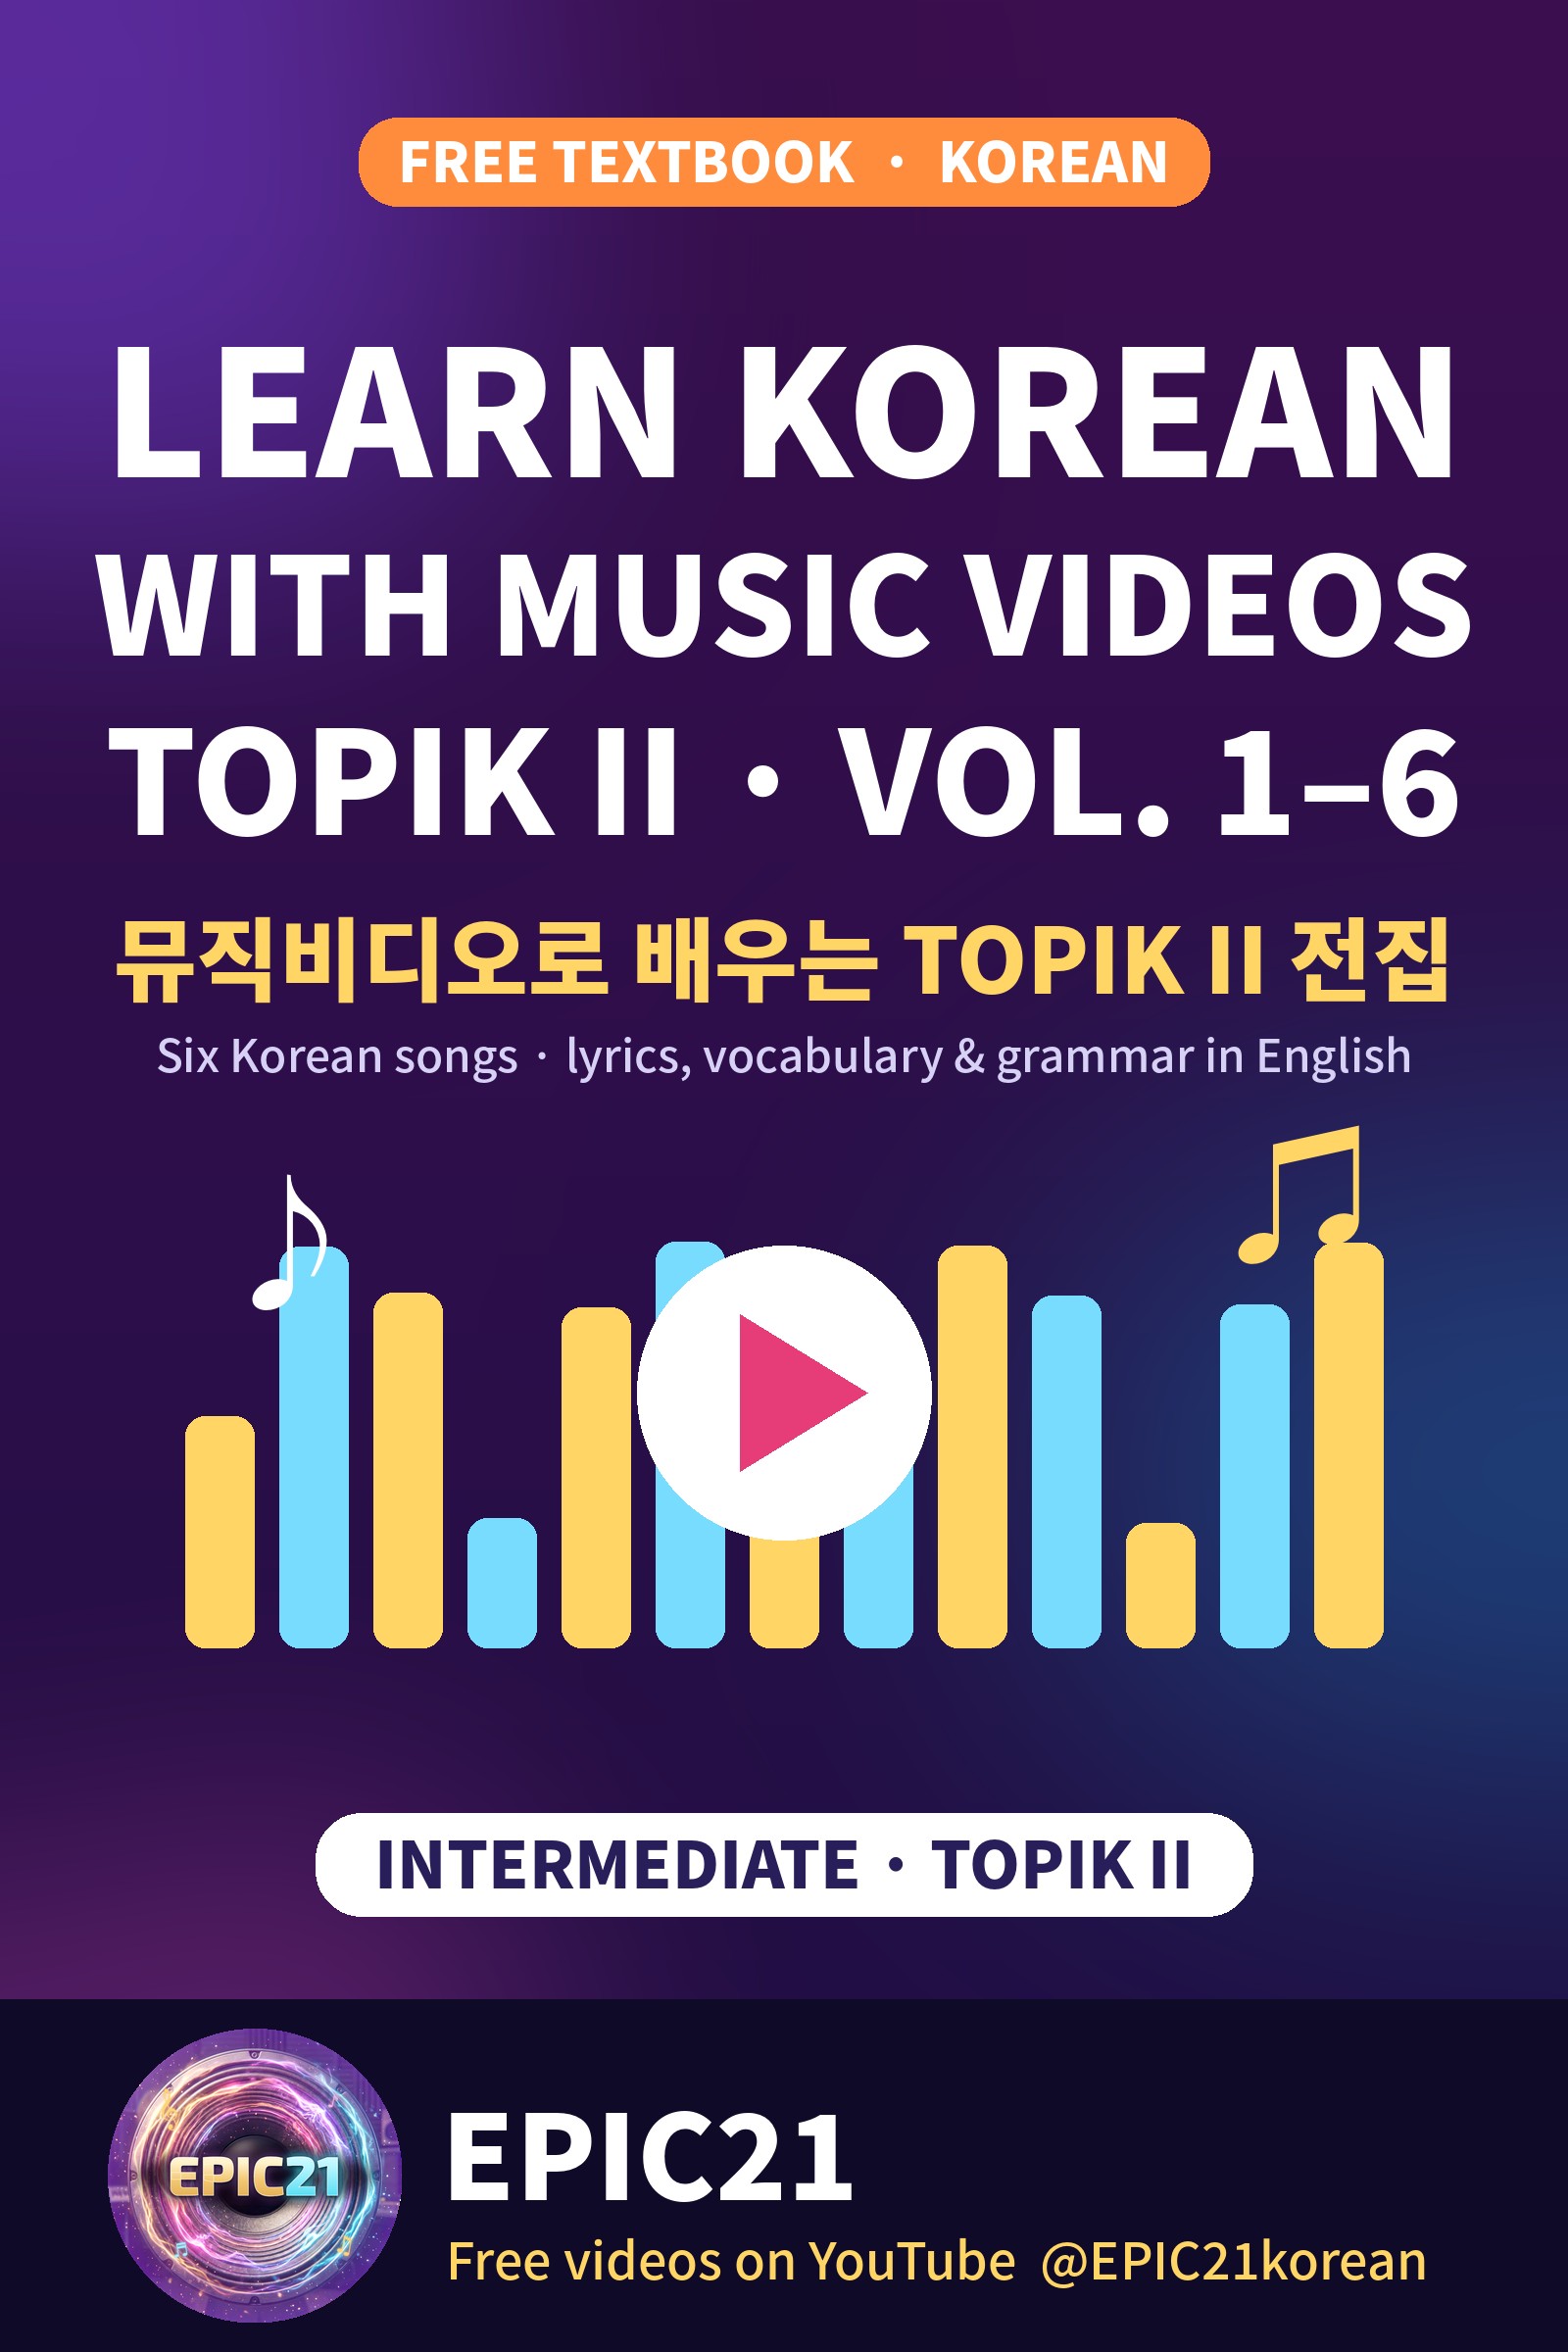 FREE TEXTBOOK · KOREAN
LEARN KOREAN
WITH MUSIC VIDEOS
TOPIK II · VOL. 1–6
뮤직비디오로 배우는 TOPIK II 전집
Six Korean songs · lyrics, vocabulary & grammar in English
INTERMEDIATE · TOPIK II
EPIC21
EPIC21
Free videos on YouTube @EPIC21korean